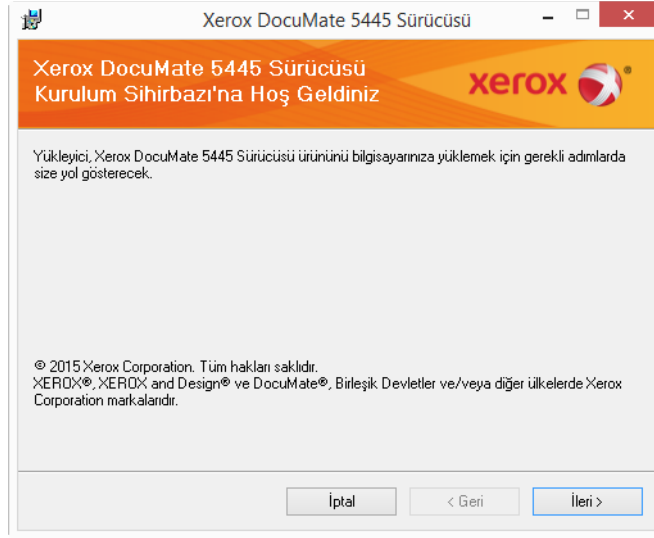 Xerox DocuMate 5445 Sürücüsü
Xerox DocuMate 5445 Sürücüsü
Kurulum Sihirbazı'na Hoş Geldiniz
xerox
Yükleyici, Xerox DocuMate 5445 Sürücüsü ürününü bilgisayarınıza yüklemek için gerekli adımlarda
size yol gösterecek.
© 2015 Xerox Corporation. Tüm hakları saklıdır.
XEROX®, XEROX and Design® ve DocuMate®, Birleşik Devletler ve/veya diğer ülkelerde Xerox
Corporation markalarıdır.
İptal < Geri İleri >